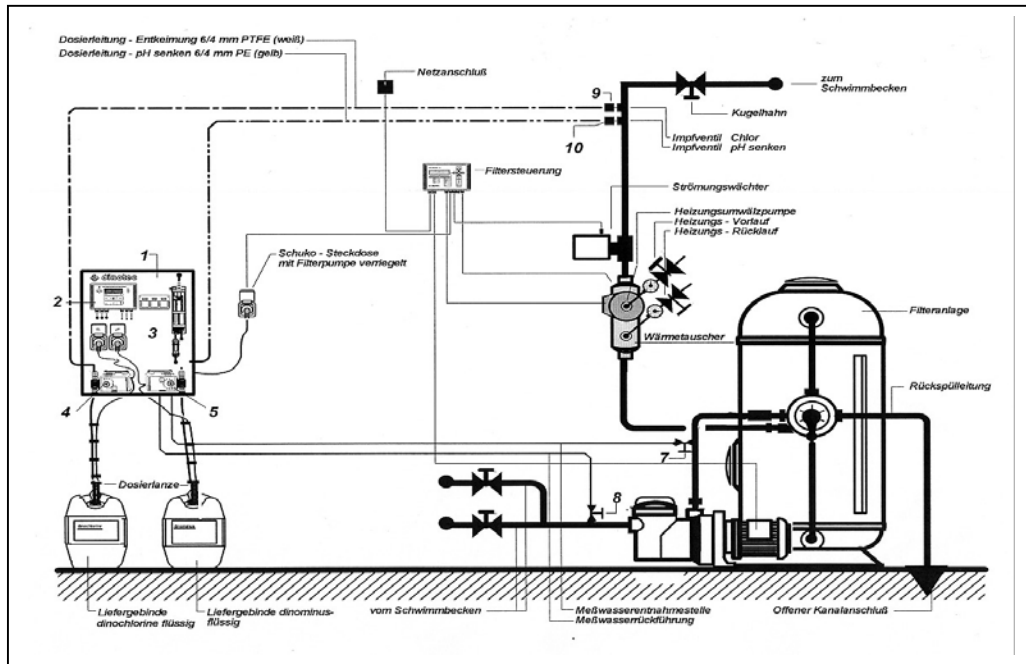 Dosierleitung - Entkeimung 6/4 mm PTFE (weiß)
Dosierleitung - pH senken 6/4 mm PE (gelb)
Netzanschluß
zum
Schwimmbecken
Kugelhahn
9
10
Impfventil Chlor
Impfventil pH senken
Filtersteuerung
Strömungswächter
Heizungsumwälzpumpe
Heizungs - Vorlauf
Heizungs - Rücklauf
Schuko - Steckdose
mit Filterpumpe verriegelt
1
dinotec
2
3
Filteranlage
Wärmetauscher
Rückspülleitung
4
5
7
Dosierlanze
8
vom Schwimmbecken
Meßwasserentnahmestelle
Meßwasserrückführung
Offener Kanalanschluß
Liefergebinde
dinochlorine flüssig
Liefergebinde dinominus-
flüssig